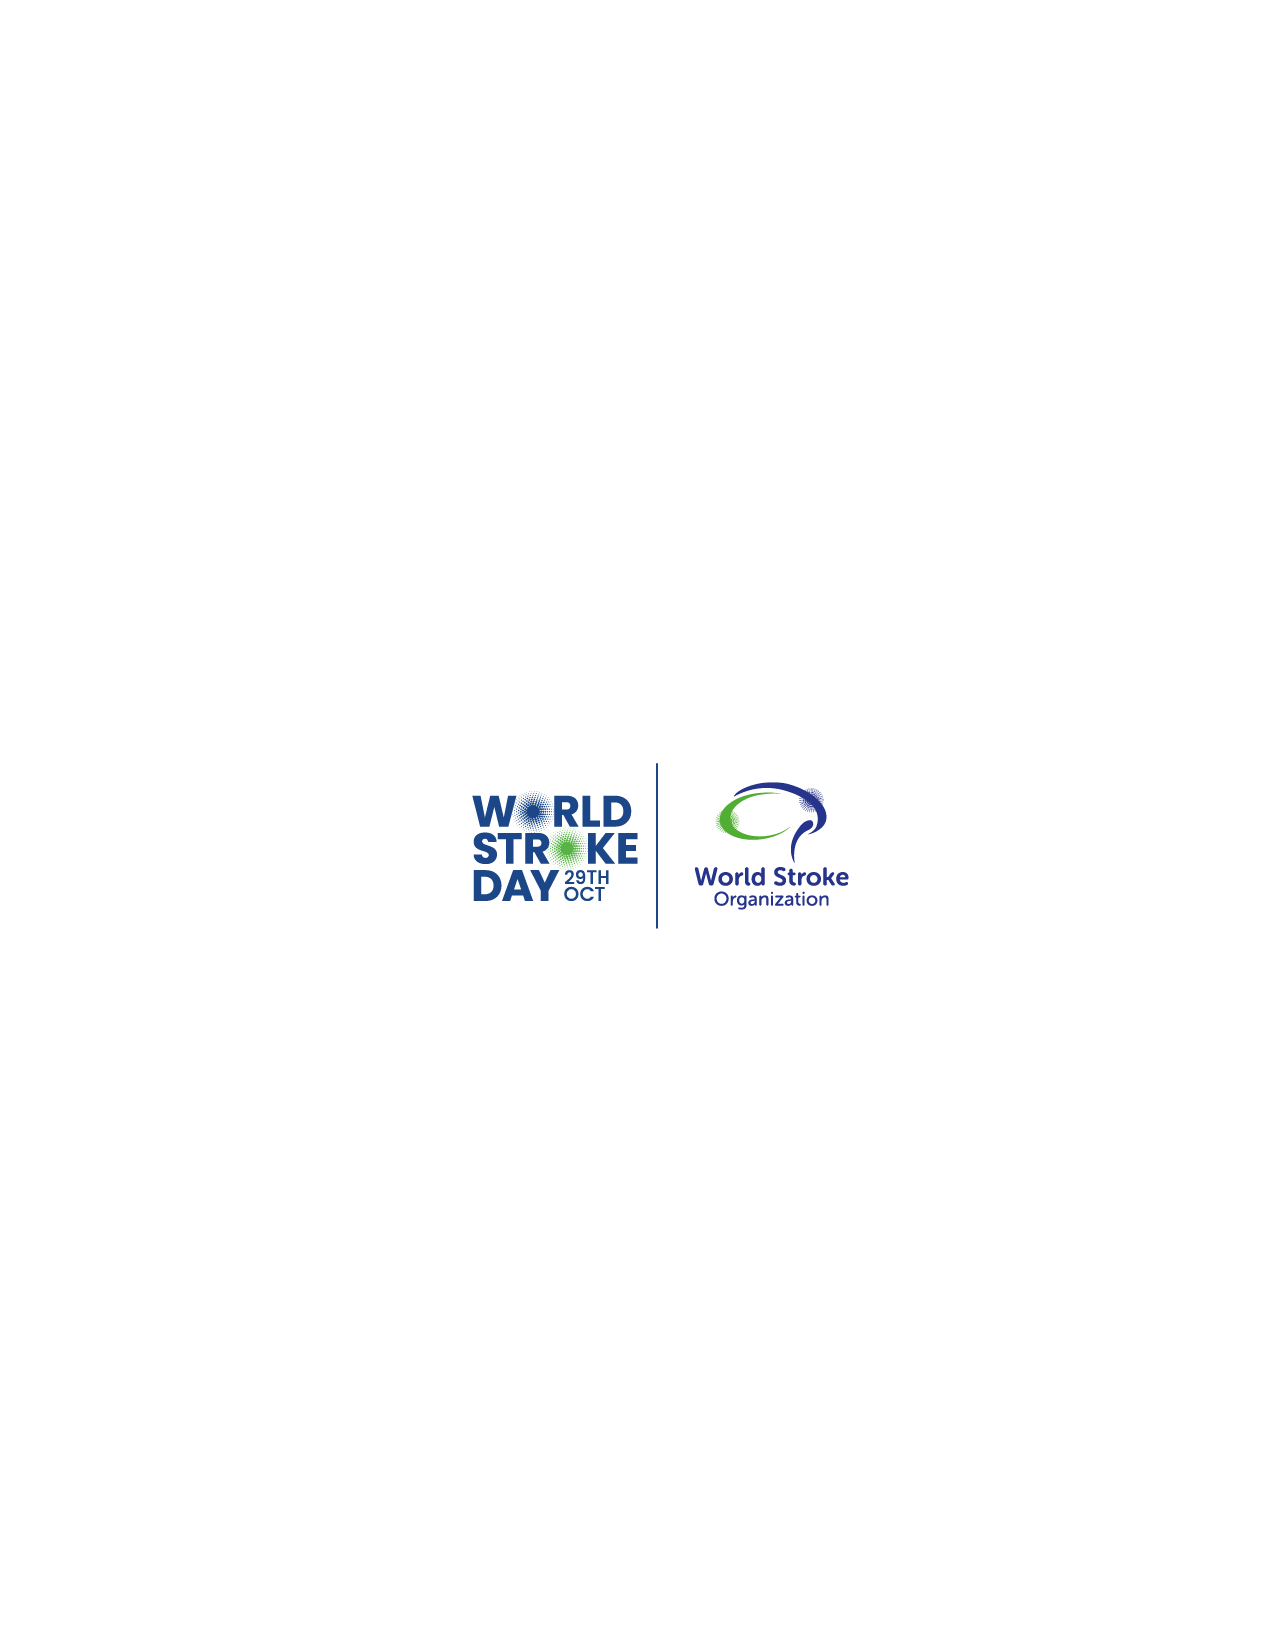 WORLD
STROKE
DAY 29TH
OCT
World Stroke
Organization